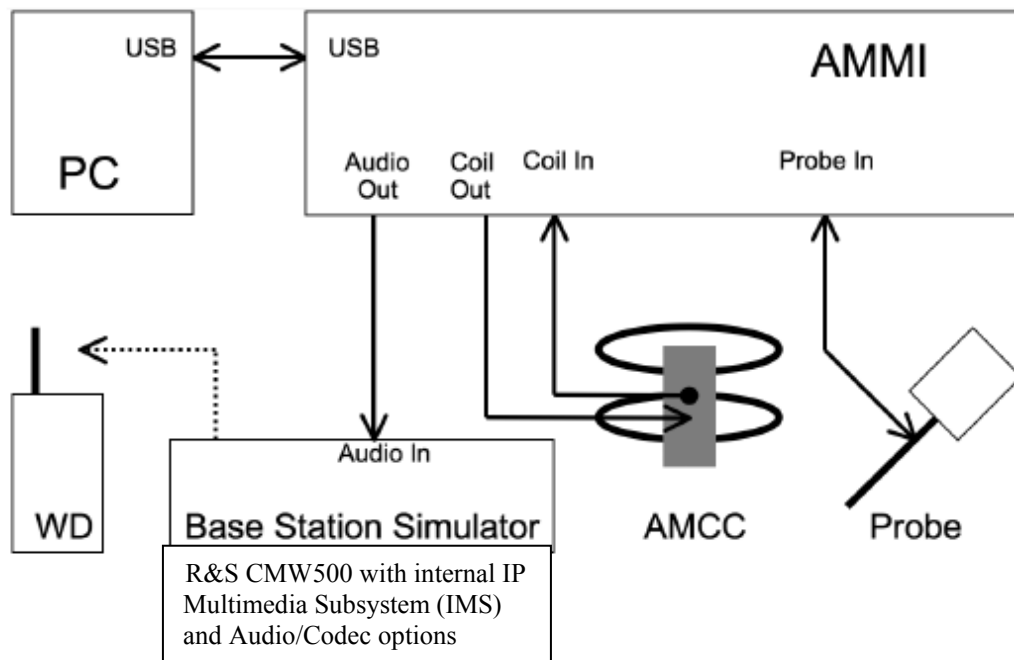 USB
USB
AMMI
PC
Audio
Out
Coil
Out
Coil In
Probe In
Audio In
WD
Base Station Simulator
AMCC
Probe
R&S CMW500 with internal IP
Multimedia Subsystem (IMS)
and Audio/Codec options